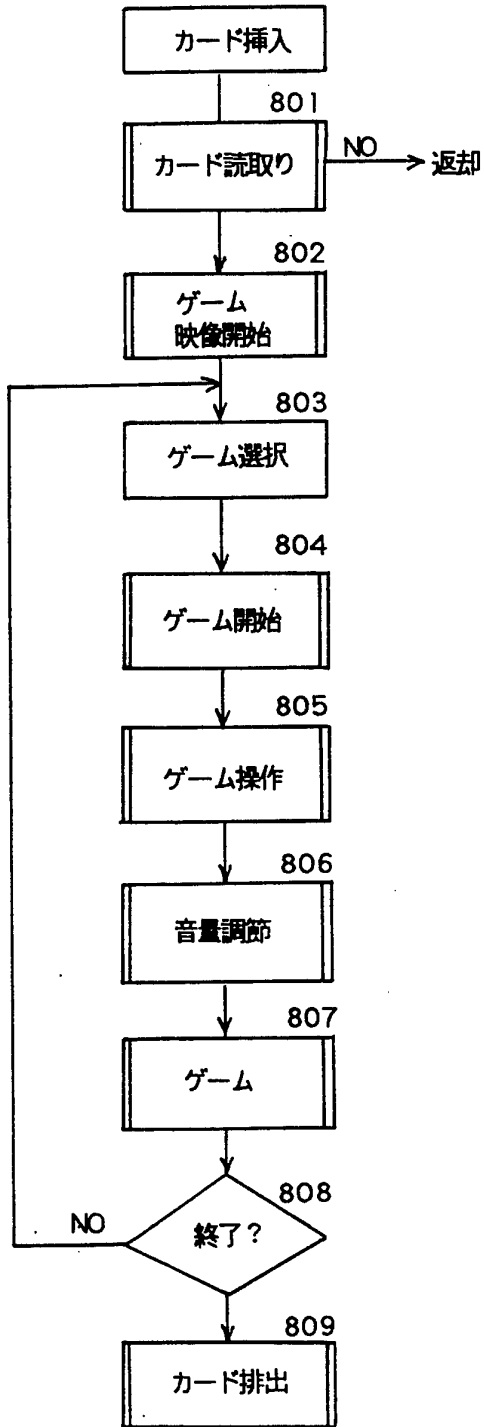 カード挿入
801
カード読取り
NO
返却
802
ゲーム
映像開始
803
ゲーム選択
804
ゲーム開始
805
ゲーム操作
806
音量調節
807
ゲーム
808
NO
終了?
809
カード排出